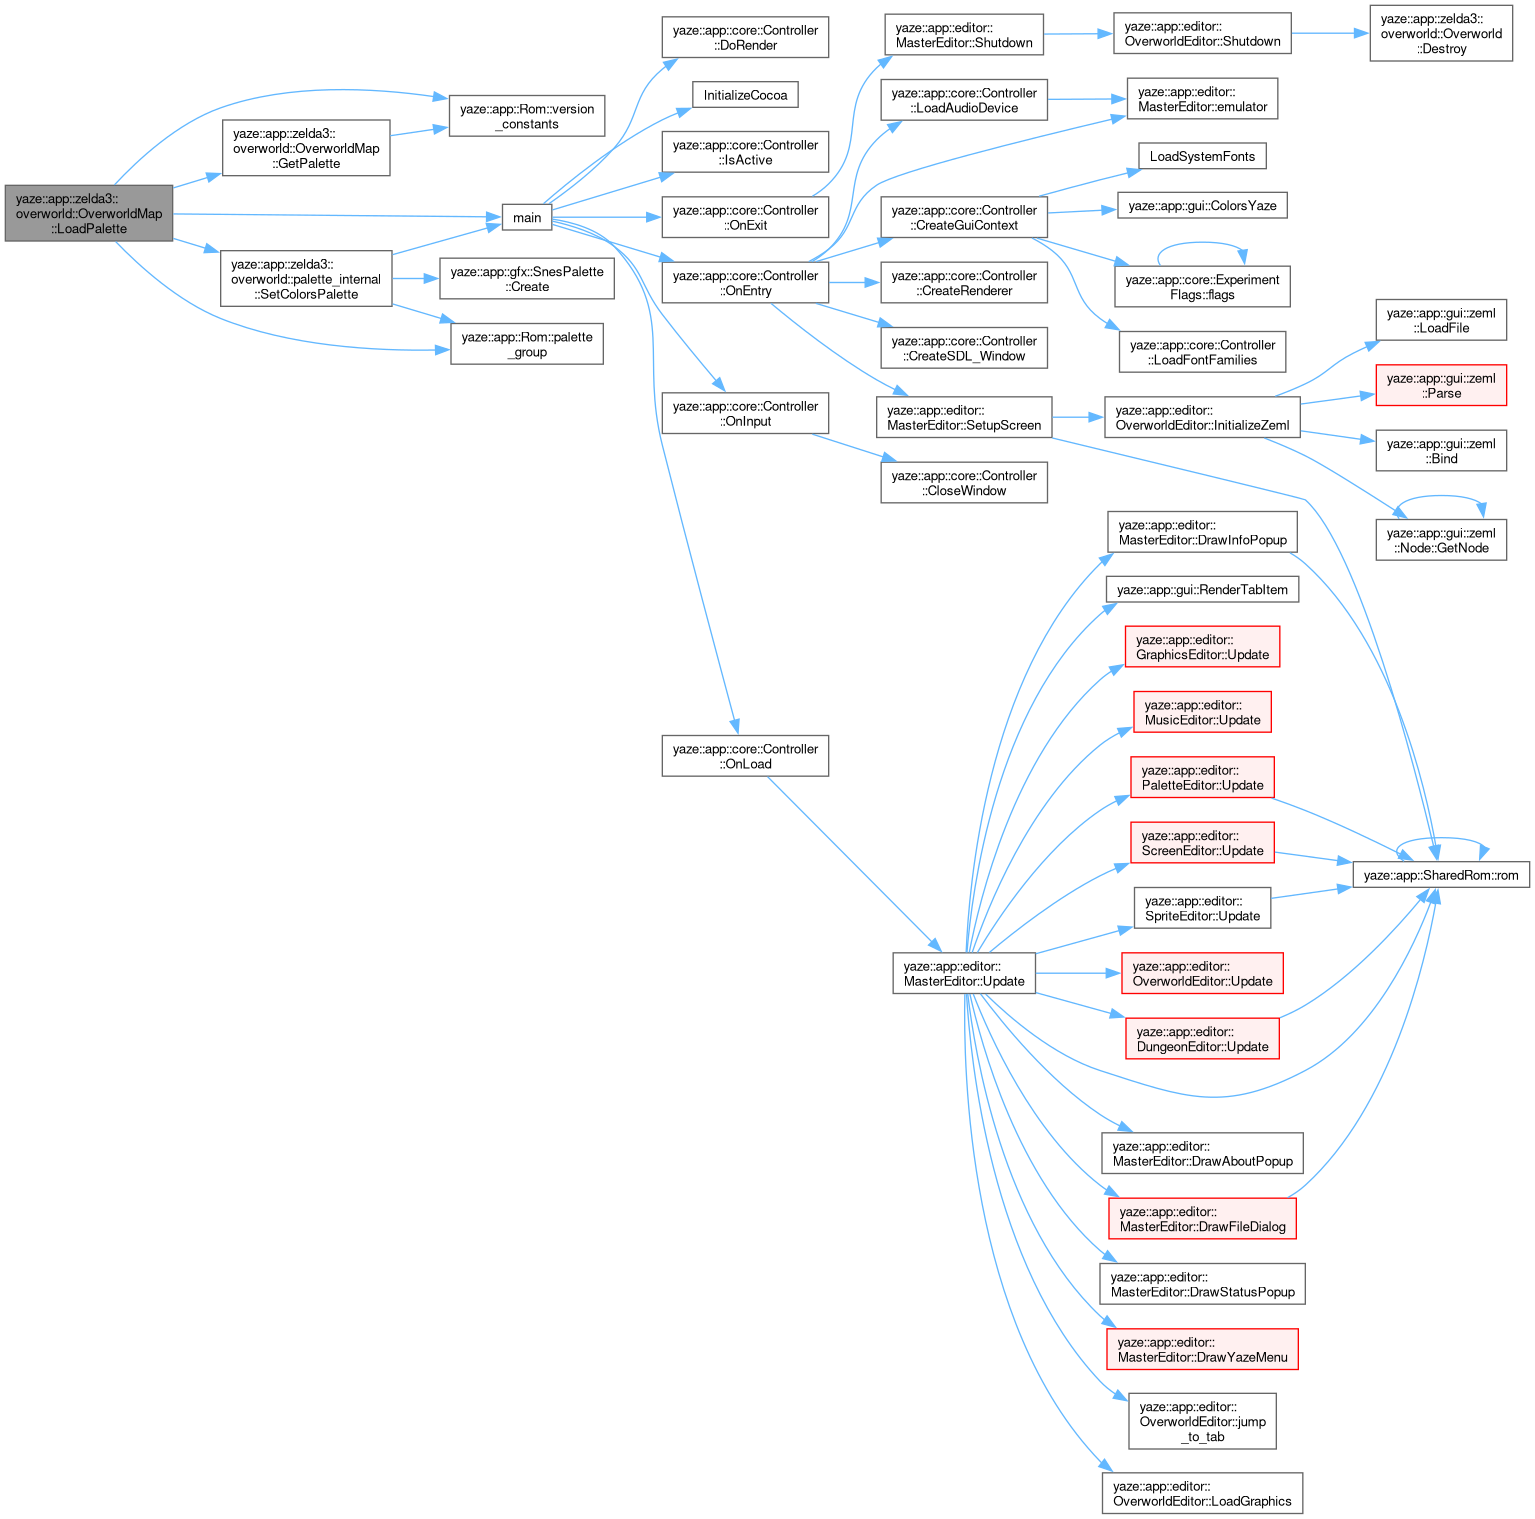 yaze::app::zelda3::
overworld::OverworldMap
::LoadPalette
yaze::app::Rom::version
_constants
yaze::app::zelda3::
overworld::OverworldMap
::GetPalette
main
yaze::app::zelda3::
overworld::palette_internal
::SetColorsPalette
yaze::app::gfx::SnesPalette
::Create
yaze::app::Rom::palette
_group
yaze::app::core::Controller
::DoRender
InitializeCocoa
yaze::app::core::Controller
::IsActive
yaze::app::core::Controller
::OnExit
yaze::app::core::Controller
::OnEntry
yaze::app::core::Controller
::OnInput
yaze::app::core::Controller
::OnLoad
yaze::app::editor::
MasterEditor::Shutdown
yaze::app::editor::
OverworldEditor::Shutdown
yaze::app::zelda3::
overworld::Overworld
::Destroy
yaze::app::core::Controller
::LoadAudioDevice
yaze::app::editor::
MasterEditor::emulator
yaze::app::core::Controller
::CreateGuiContext
LoadSystemFonts
yaze::app::gui::ColorsYaze
yaze::app::core::Experiment
Flags::flags
yaze::app::core::Controller
::LoadFontFamilies
yaze::app::core::Controller
::CreateRenderer
yaze::app::core::Controller
::CreateSDL_Window
yaze::app::editor::
MasterEditor::SetupScreen
yaze::app::core::Controller
::CloseWindow
yaze::app::editor::
OverworldEditor::InitializeZeml
yaze::app::gui::zeml
::LoadFile
yaze::app::gui::zeml
::Parse
yaze::app::gui::zeml
::Bind
yaze::app::gui::zeml
::Node::GetNode
yaze::app::editor::
MasterEditor::Update
yaze::app::editor::
MasterEditor::DrawInfoPopup
yaze::app::gui::RenderTabItem
yaze::app::editor::
GraphicsEditor::Update
yaze::app::editor::
MusicEditor::Update
yaze::app::editor::
PaletteEditor::Update
yaze::app::editor::
ScreenEditor::Update
yaze::app::editor::
SpriteEditor::Update
yaze::app::editor::
OverworldEditor::Update
yaze::app::editor::
DungeonEditor::Update
yaze::app::SharedRom::rom
yaze::app::editor::
MasterEditor::DrawAboutPopup
yaze::app::editor::
MasterEditor::DrawFileDialog
yaze::app::editor::
MasterEditor::DrawStatusPopup
yaze::app::editor::
MasterEditor::DrawYazeMenu
yaze::app::editor::
OverworldEditor::jump
_to_tab
yaze::app::editor::
OverworldEditor::LoadGraphics